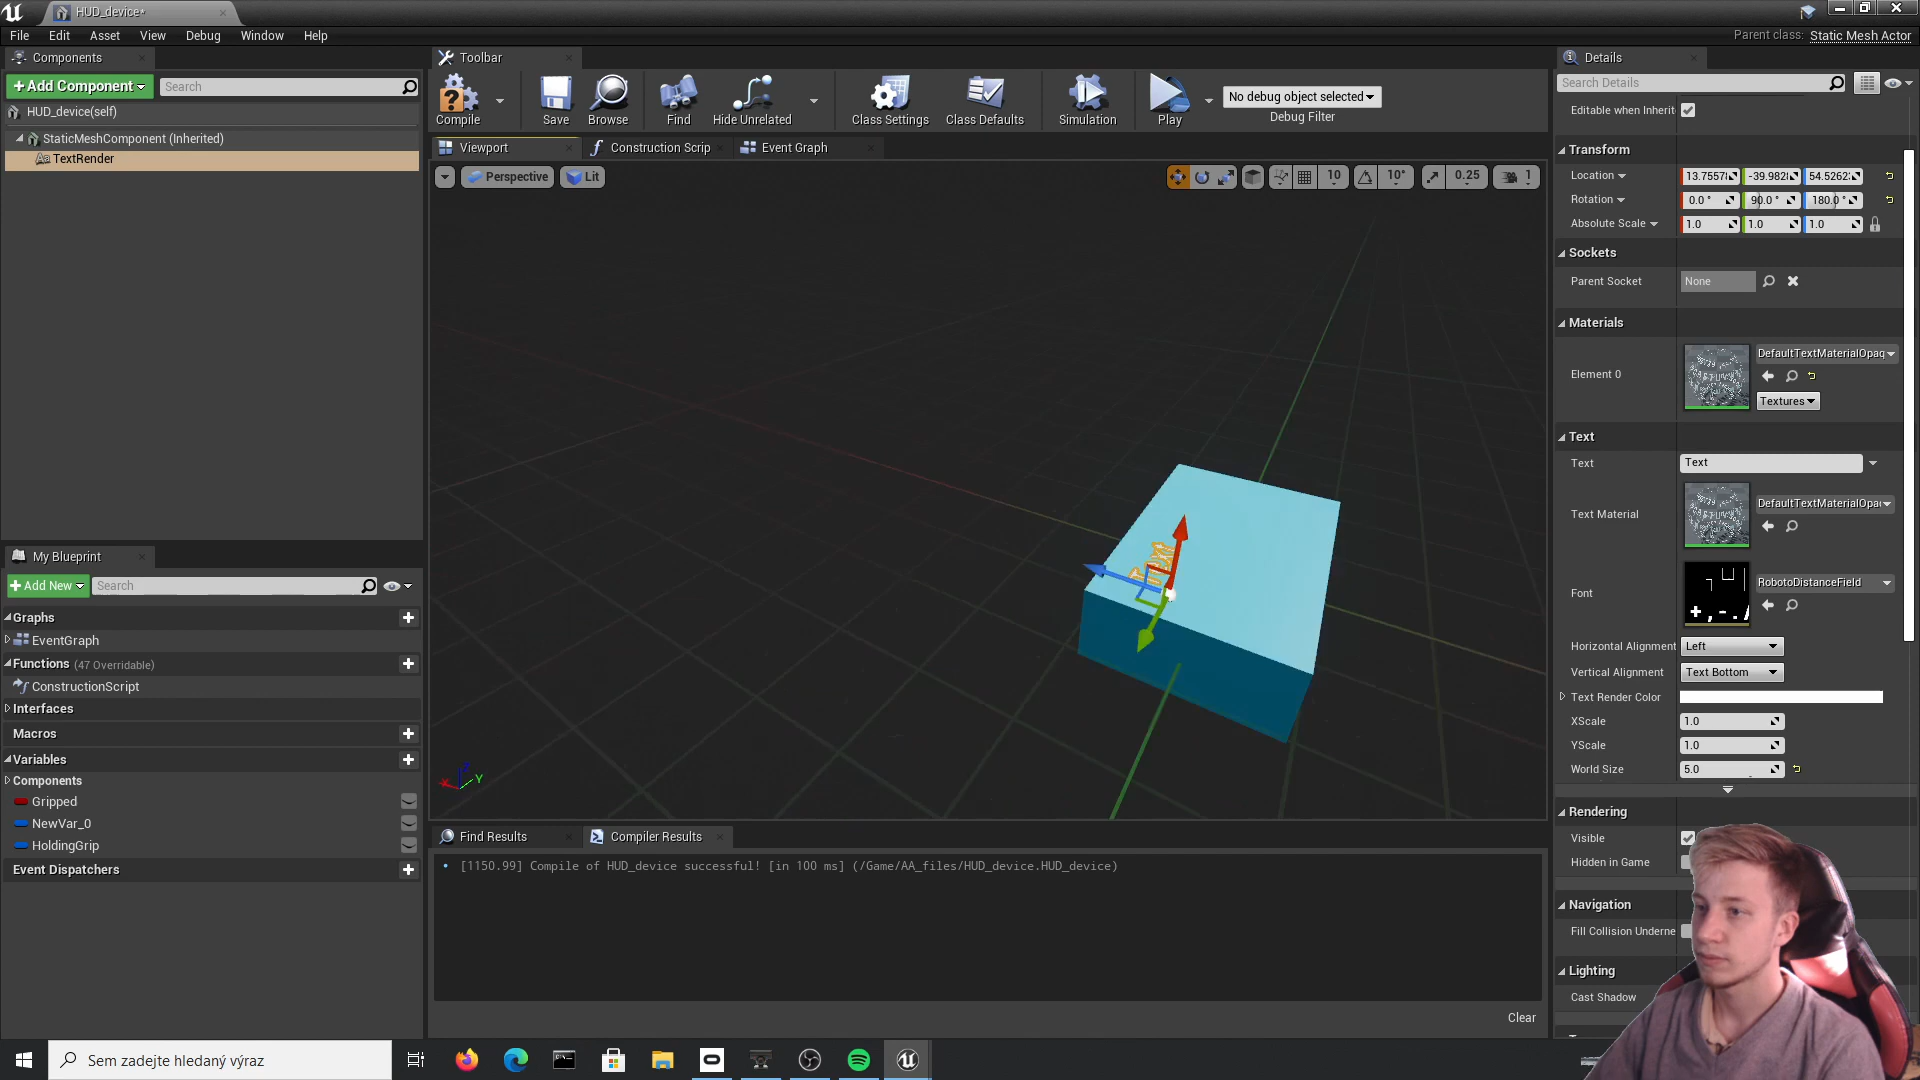 HUD_device*
File Edit Asset View Debug Window Help
Parent class: Static Mesh Actor
Components
+Add Component
Search
HUD_device(self)
StaticMeshComponent (Inherited)
TextRender
Toolbar
Compile
Save
Browse
Find
Hide Unrelated
Class Settings
Class Defaults
Simulation
Play
No debug object selected
Debug Filter
Viewport
Construction Scrip
Event Graph
Perspective
Lit
10
10°
0.25
1
X
Z
Y
Text
My Blueprint
+Add New
Search
Graphs
EventGraph
Functions (47 Overridable)
ConstructionScript
Interfaces
Macros
Variables
Components
Gripped
NewVar_0
HoldingGrip
Event Dispatchers
Find Results
Compiler Results
[1150.99] Compile of HUD_device successful! [in 100 ms] (/Game/AA_files/HUD_device.HUD_device)
Clear
Details
Search Details
Editable when Inherit
Transform
Location 13.7557 -39.982 54.5262
Rotation 0.0 ° 90.0 ° 180.0 °
Absolute Scale 1.0 1.0 1.0
Sockets
Parent Socket None
Materials
Element 0
DefaultTextMaterialOpaq
Textures
Text
Text Text
Text Material DefaultTextMaterialOpa
Font RobotoDistanceField
Horizontal Alignment Left
Vertical Alignment Text Bottom
Text Render Color
XScale 1.0
YScale 1.0
World Size 5.0
Rendering
Visible
Hidden in Game
Navigation
Fill Collision Underne
Lighting
Cast Shadow
Sem zadejte hledaný výraz